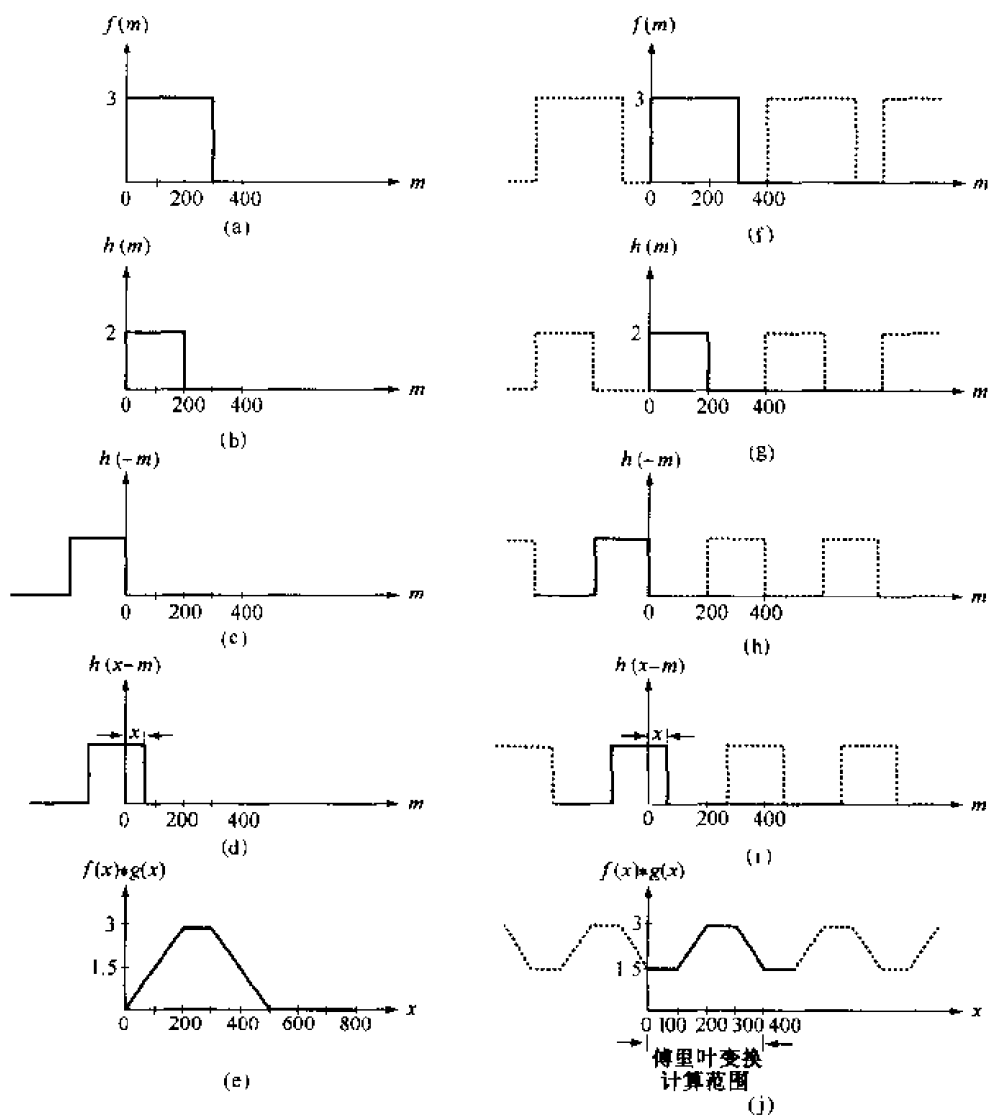 f(m)
3
0 200 400 m
(a)
h(m)
2
0 200 400 m
(b)
h(-m)
0 200 400 m
(c)
h(x-m)
x
0 200 400 m
(d)
f(x)*g(x)
3
1.5
0 200 400 600 800 x
(e)
f(m)
3
0 200 400 m
(f)
h(m)
2
0 200 400 m
(g)
h(-m)
0 200 400 m
(h)
h(x-m)
x
0 200 400 m
(i)
f(x)*g(x)
3
1.5
0 100 200 300 400 x
傅里叶变换
计算范围
(j)